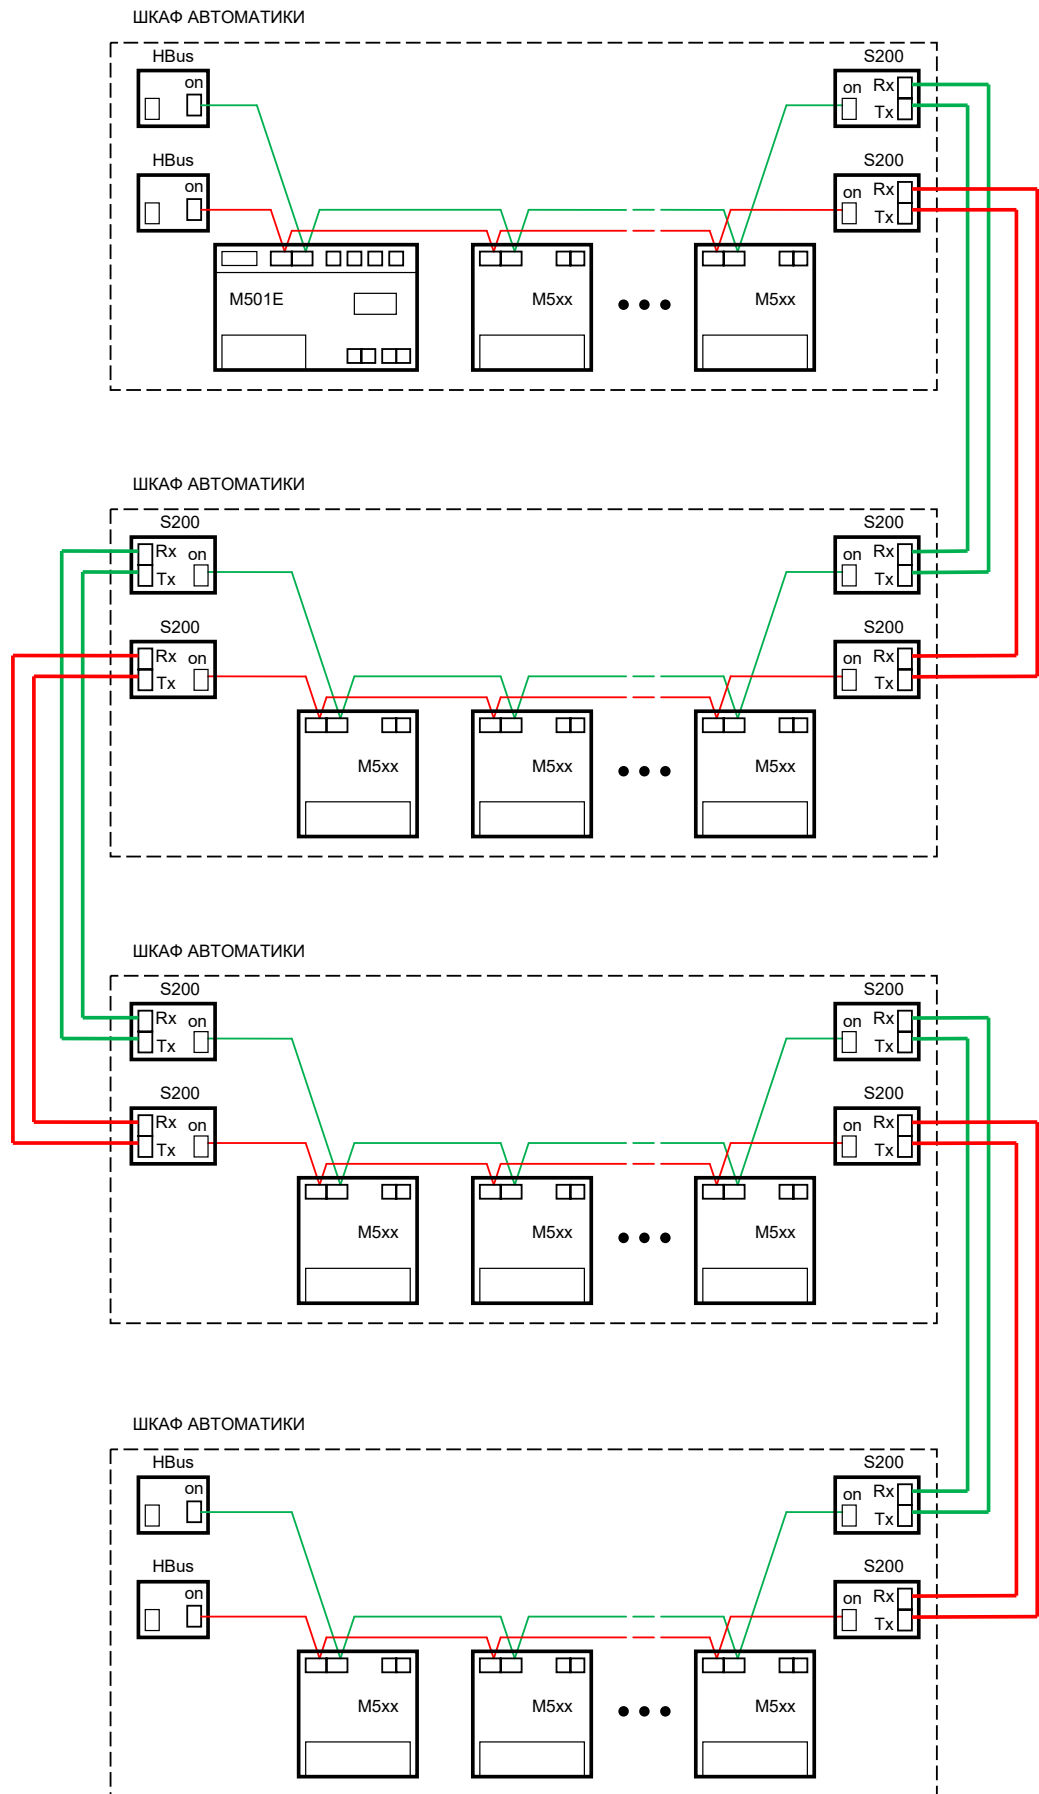 ШКАФ АВТОМАТИКИ
HBus
S200
on
on
Rx
Tx
HBus
S200
on
on
Rx
Tx
M501E
M5xx
M5xx
ШКАФ АВТОМАТИКИ
S200
S200
Rx
on
on
Rx
Tx
Tx
S200
S200
Rx
on
on
Rx
Tx
Tx
M5xx
M5xx
M5xx
ШКАФ АВТОМАТИКИ
S200
S200
Rx
on
on
Rx
Tx
Tx
S200
S200
Rx
on
on
Rx
Tx
Tx
M5xx
M5xx
M5xx
ШКАФ АВТОМАТИКИ
HBus
S200
on
on
Rx
Tx
HBus
S200
on
on
Rx
Tx
M5xx
M5xx
M5xx